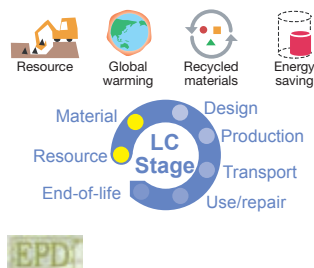 Resource
Global
warming
Recycled
materials
Energy
saving
Material
Design
Production
Resource
LC
Stage
Transport
End-of-life
Use/repair
EPD